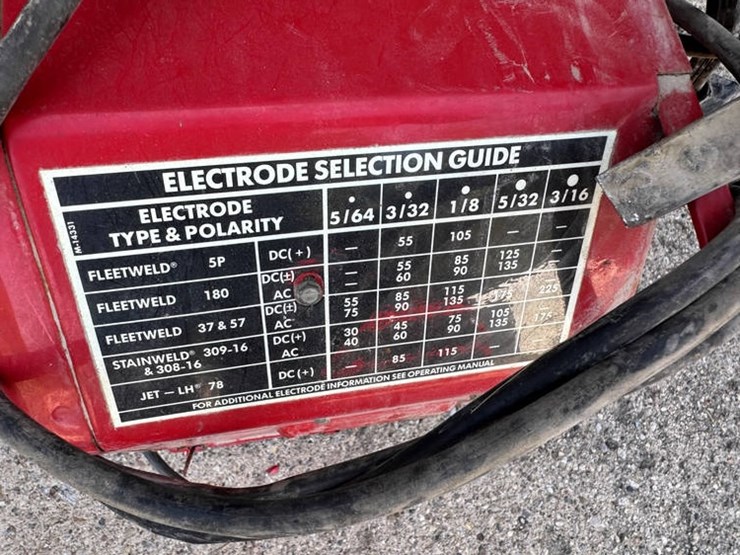 ELECTRODE SELECTION GUIDE
M-14331
ELECTRODE TYPE & POLARITY 5/64 3/32 1/8 5/32 3/16
FLEETWELD® 5P DC(+) — 55 105 — —
FLEETWELD 180 DC(±) — 55 85 125 —
AC — 60 90 135 —
FLEETWELD 37 & 57 DC(±) 55 85 115 175 225
AC 75 90 135
STAINWELD® 309-16 DC(+) 30 45 75 105 175
& 308-16 AC 40 60 90 135
JET – LH® 78 DC(+) — 85 115 —
FOR ADDITIONAL ELECTRODE INFORMATION SEE OPERATING MANUAL